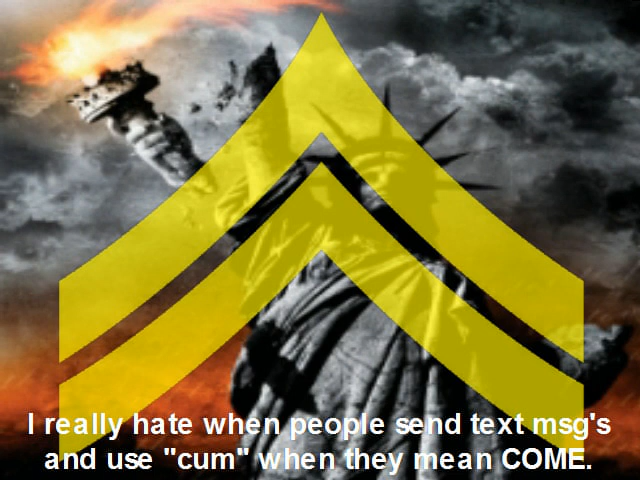 I really hate when people send text msg's
and use "cum" when they mean COME.